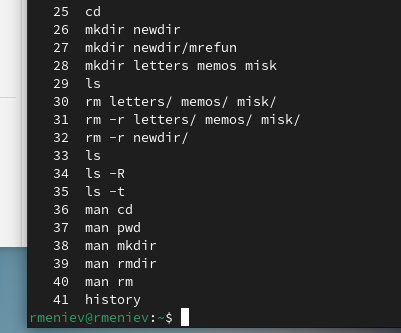 25 cd
26 mkdir newdir
27 mkdir newdir/mrefun
28 mkdir letters memos misk
29 ls
30 rm letters/ memos/ misk/
31 rm -r letters/ memos/ misk/
32 rm -r newdir/
33 ls
34 ls -R
35 ls -t
36 man cd
37 man pwd
38 man mkdir
39 man rmdir
40 man rm
41 history
rmeniev@rmeniev:~$